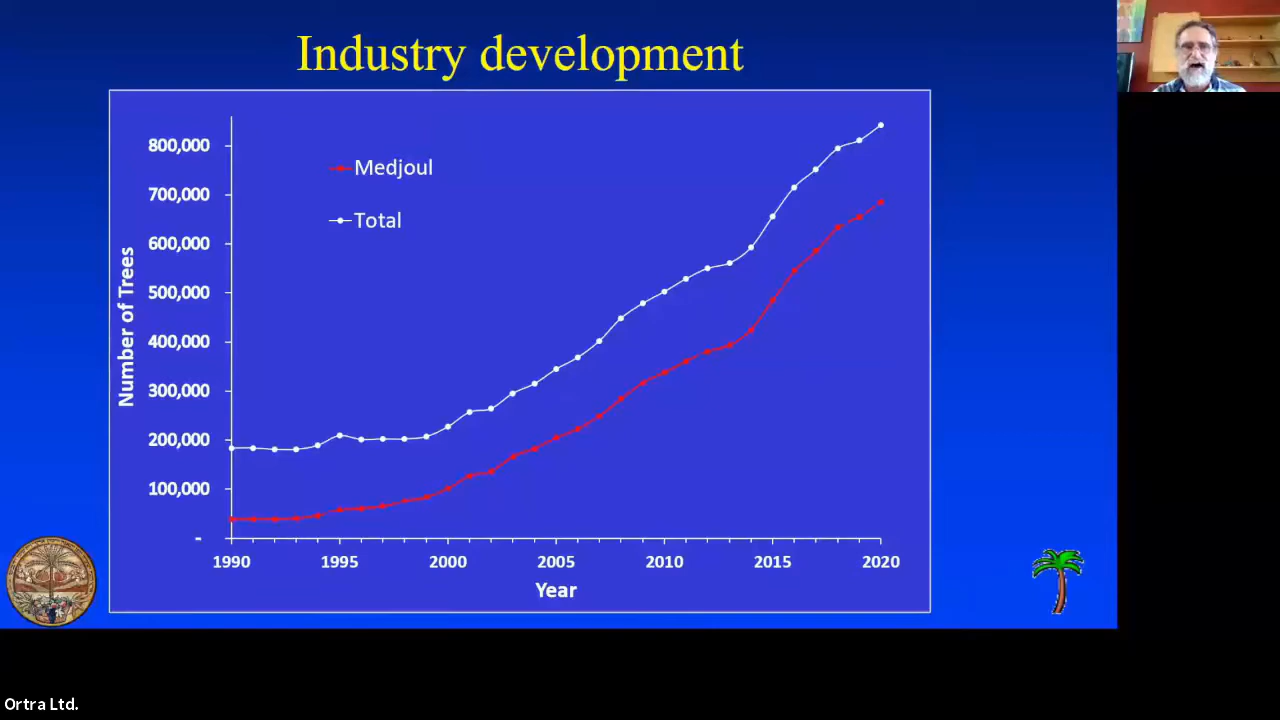 Industry development
800,000
700,000
600,000
500,000
400,000
300,000
200,000
100,000
-
Number of Trees
Medjoul
Total
1990 1995 2000 2005 2010 2015 2020
Year
Ortra Ltd.